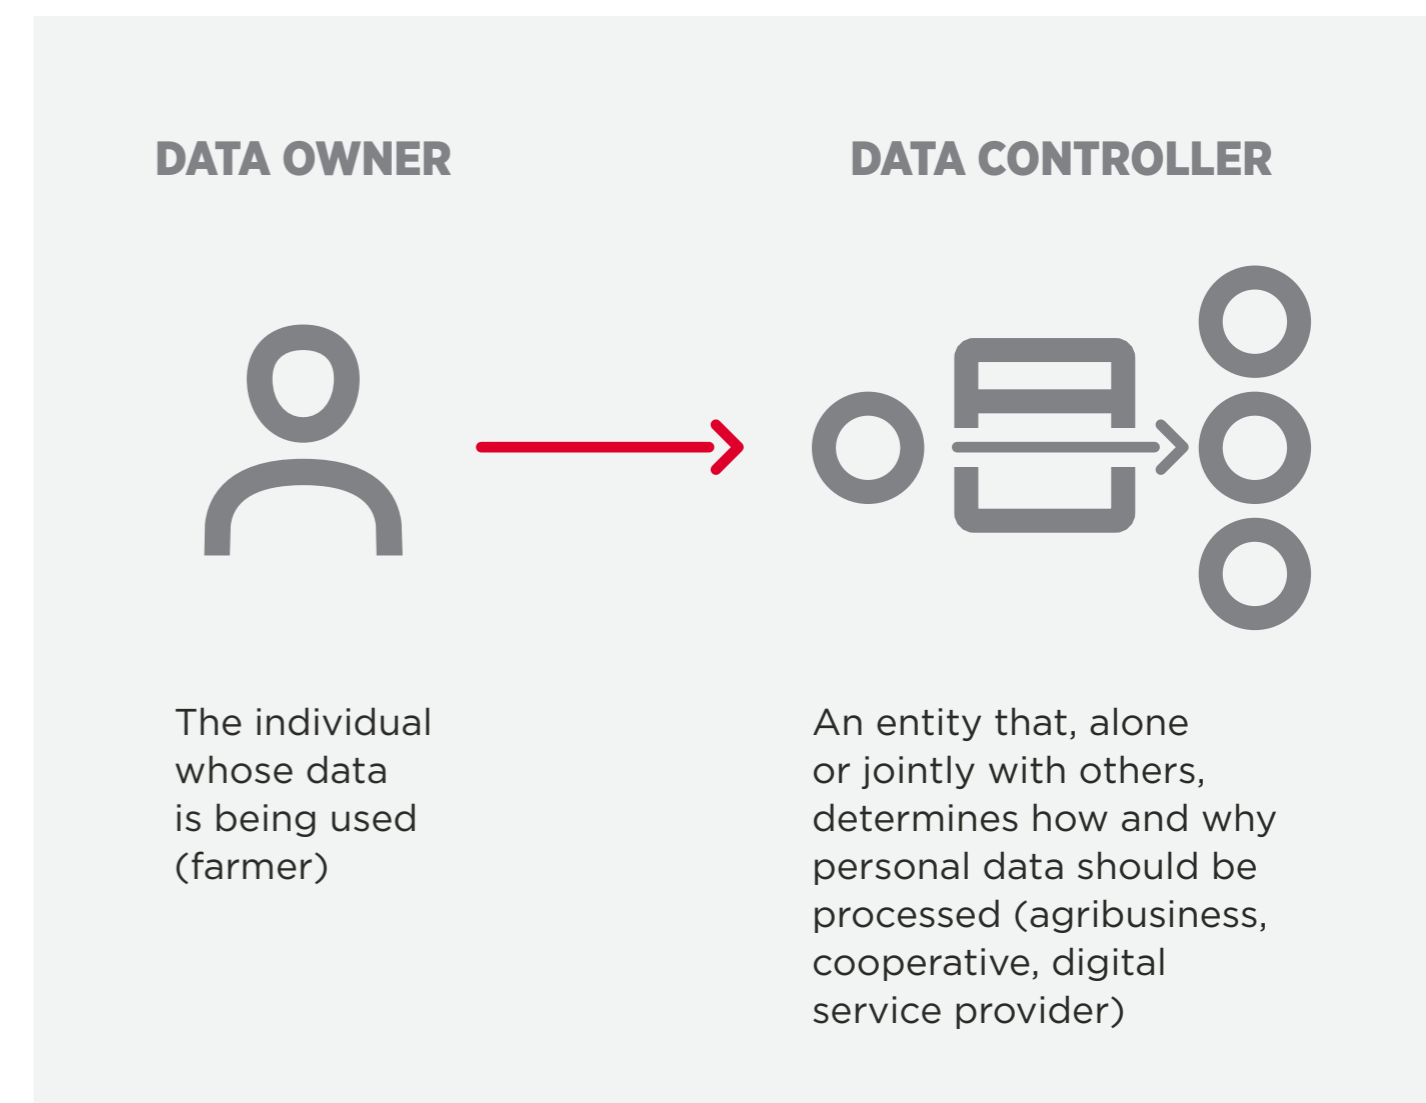 DATA OWNER
The individual
whose data
is being used
(farmer)
DATA CONTROLLER
An entity that, alone
or jointly with others,
determines how and why
personal data should be
processed (agribusiness,
cooperative, digital
service provider)